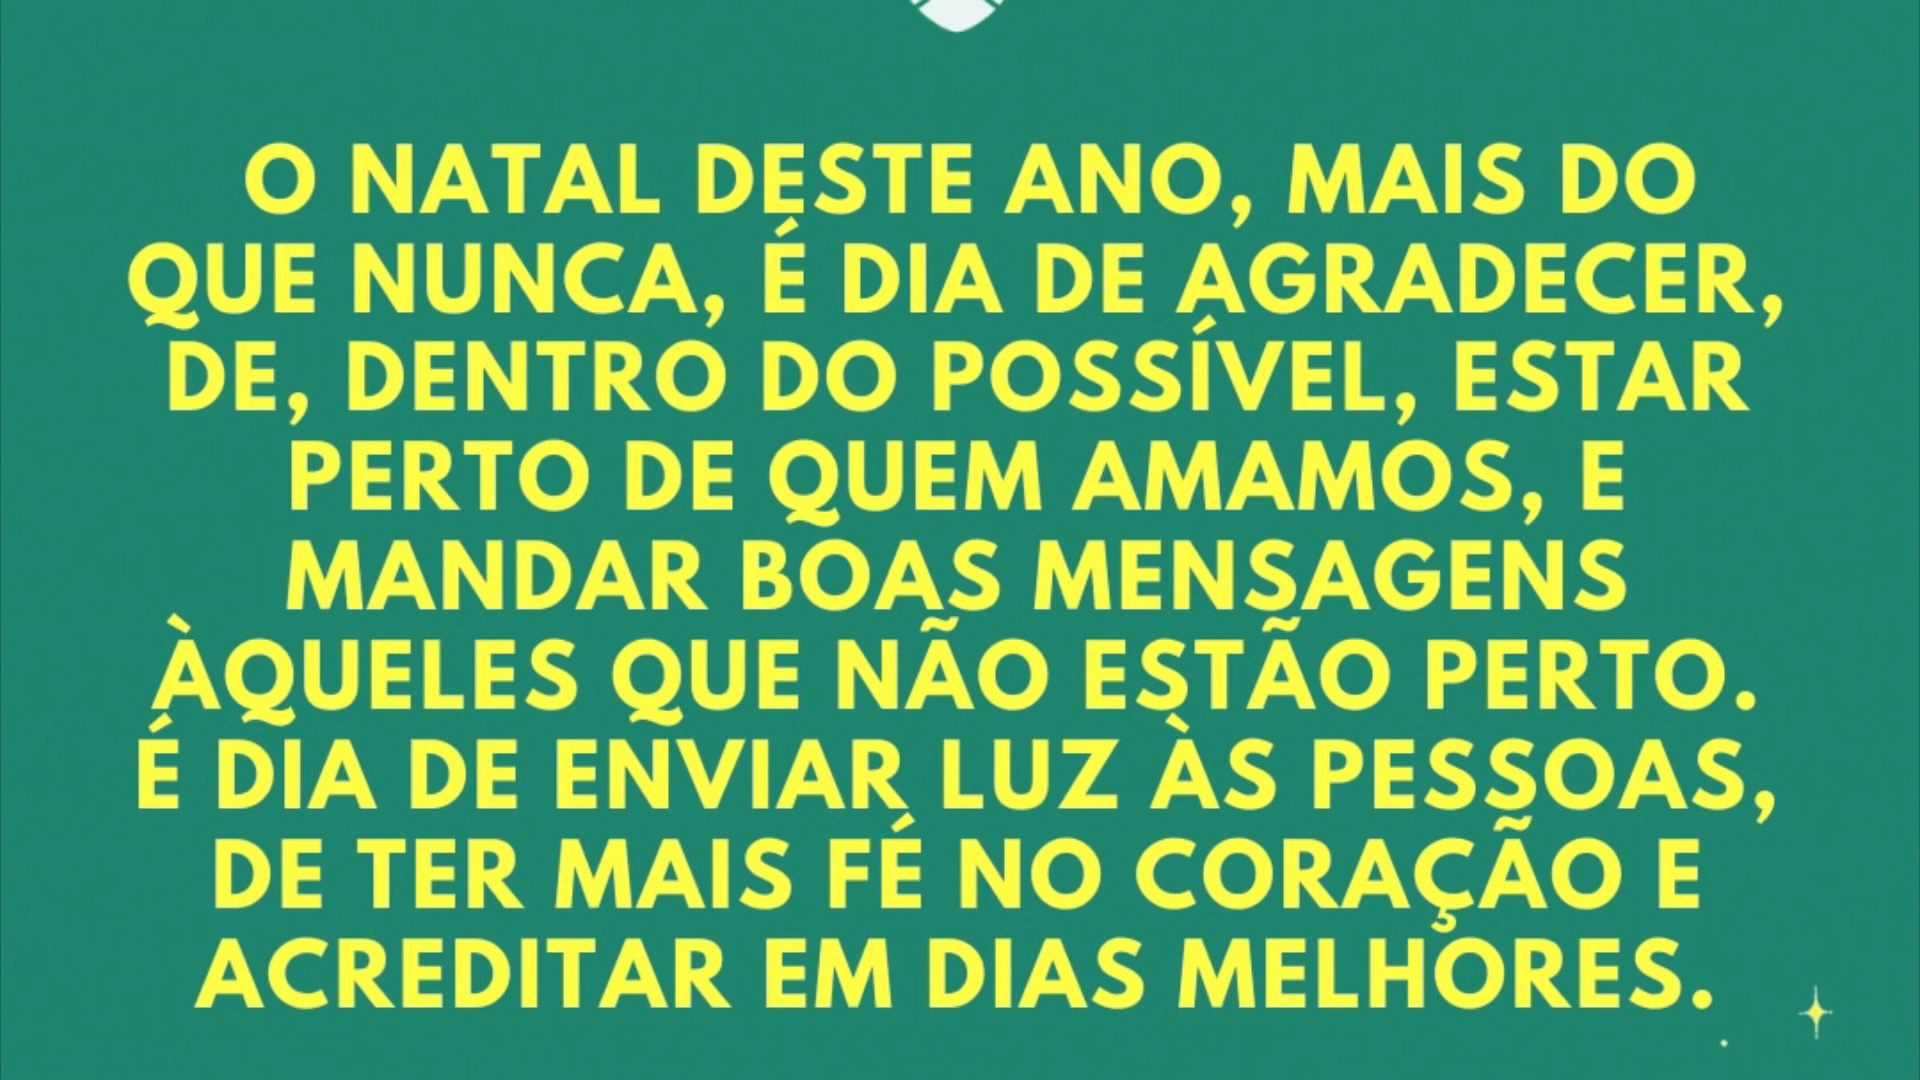 O NATAL DESTE ANO, MAIS DO
QUE NUNCA, É DIA DE AGRADECER,
DE, DENTRO DO POSSÍVEL, ESTAR
PERTO DE QUEM AMAMOS, E
MANDAR BOAS MENSAGENS
ÀQUELES QUE NÃO ESTÃO PERTO.
É DIA DE ENVIAR LUZ ÀS PESSOAS,
DE TER MAIS FÉ NO CORAÇÃO E
ACREDITAR EM DIAS MELHORES.